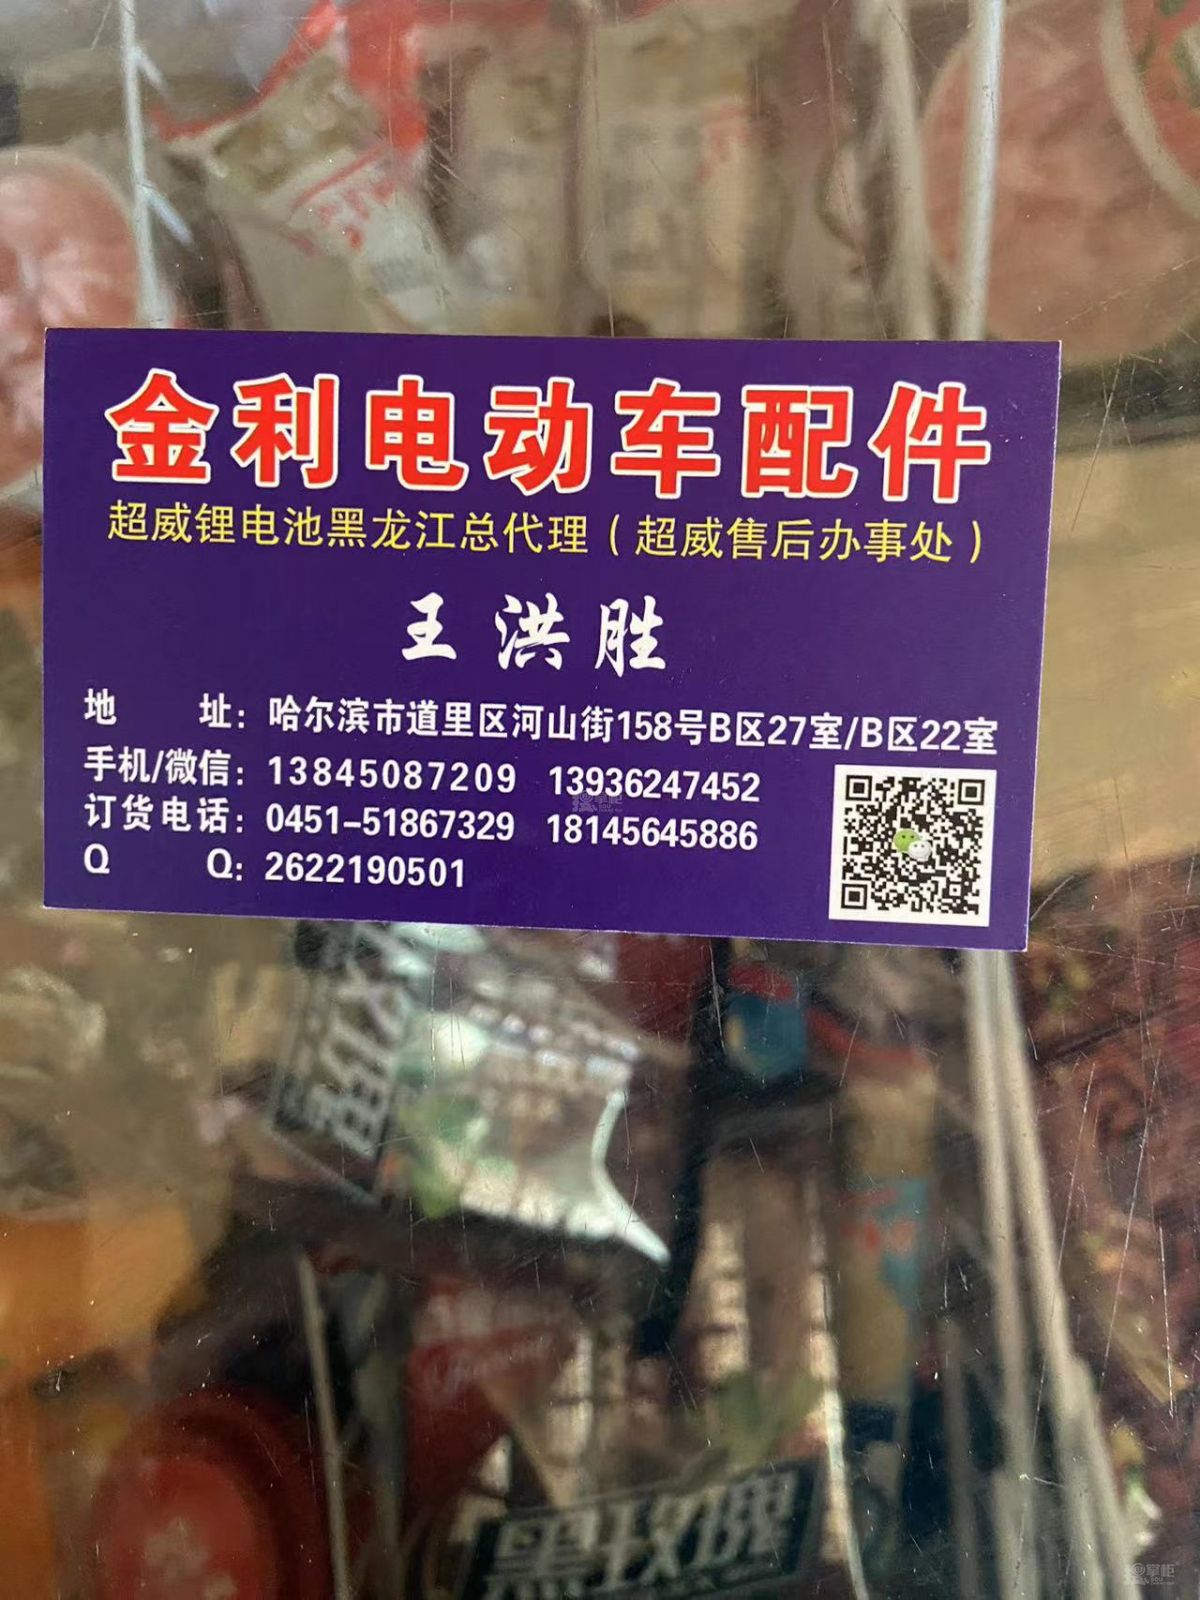 金利电动车配件
超威锂电池黑龙江总代理（超威售后办事处）
王洪胜
地 址：哈尔滨市道里区河山街158号B区27室/B区22室
手机/微信：13845087209 13936247452
订货电话：0451-51867329 18145645886
Q Q：2622190501
黑玫瑰